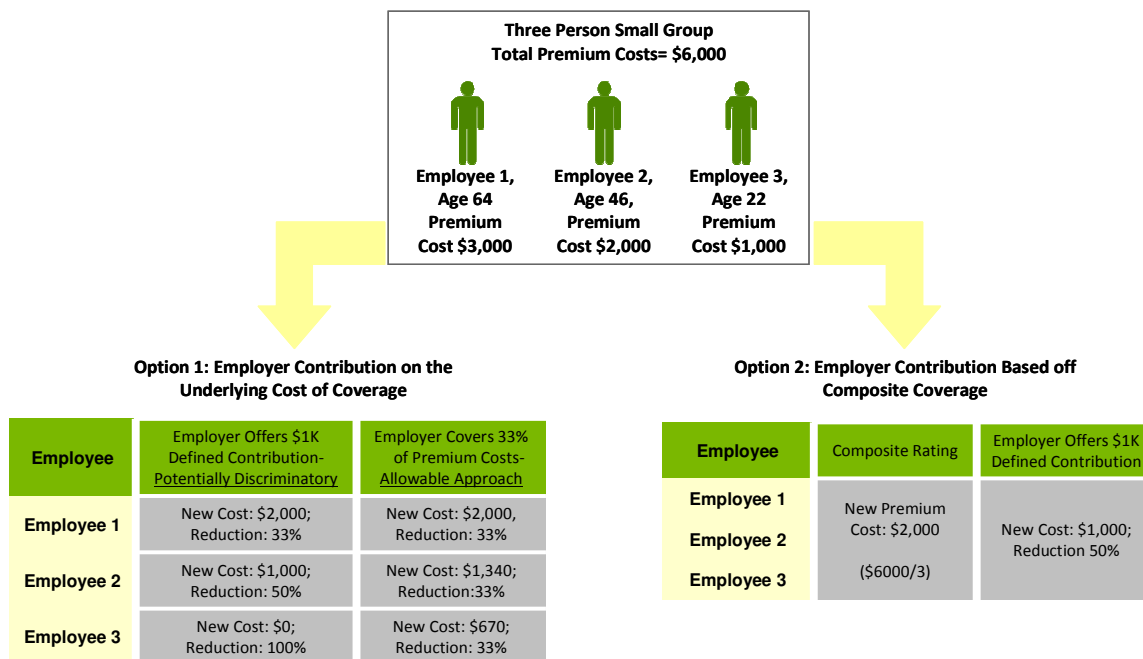 Three Person Small Group
Total Premium Costs= $6,000
Employee 1,
Age 64
Premium
Cost $3,000
Employee 2,
Age 46,
Premium
Cost $2,000
Employee 3,
Age 22
Premium
Cost $1,000
Option 1: Employer Contribution on the
Underlying Cost of Coverage
Employee
Employer Offers $1K
Defined Contribution-
Potentially Discriminatory
Employer Covers 33%
of Premium Costs-
Allowable Approach
Employee 1
New Cost: $2,000;
Reduction: 33%
New Cost: $2,000,
Reduction: 33%
Employee 2
New Cost: $1,000;
Reduction: 50%
New Cost: $1,340;
Reduction:33%
Employee 3
New Cost: $0;
Reduction: 100%
New Cost: $670;
Reduction: 33%
Option 2: Employer Contribution Based off
Composite Coverage
Employee
Composite Rating
Employer Offers $1K
Defined Contribution
Employee 1
Employee 2
Employee 3
New Premium
Cost: $2,000
($6000/3)
New Cost: $1,000;
Reduction 50%